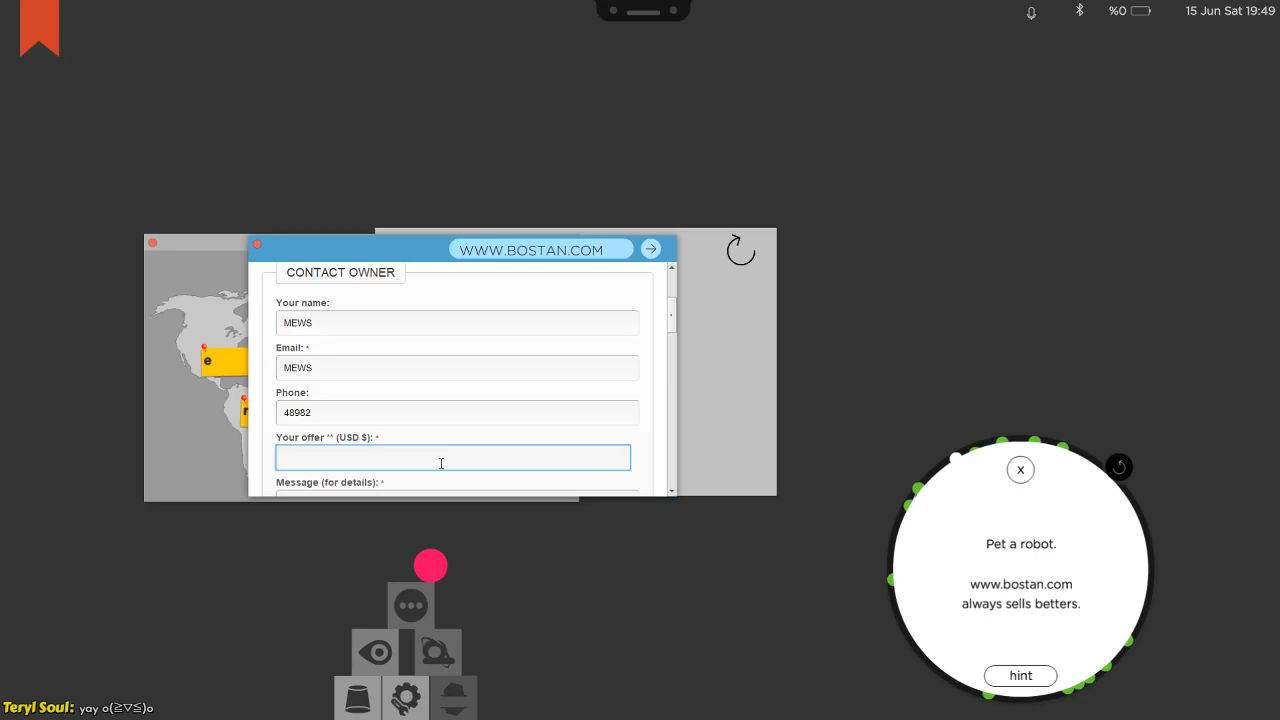 %0
15 Jun Sat 19:49
WWW.BOSTAN.COM
CONTACT OWNER
Your name:
MEWS
Email: *
MEWS
Phone:
48982
Your offer ** (USD $): *
Message (for details): *
e
x
Pet a robot.
www.bostan.com
always sells betters.
hint
Teryl Soul: yay o(≧▽≦)o